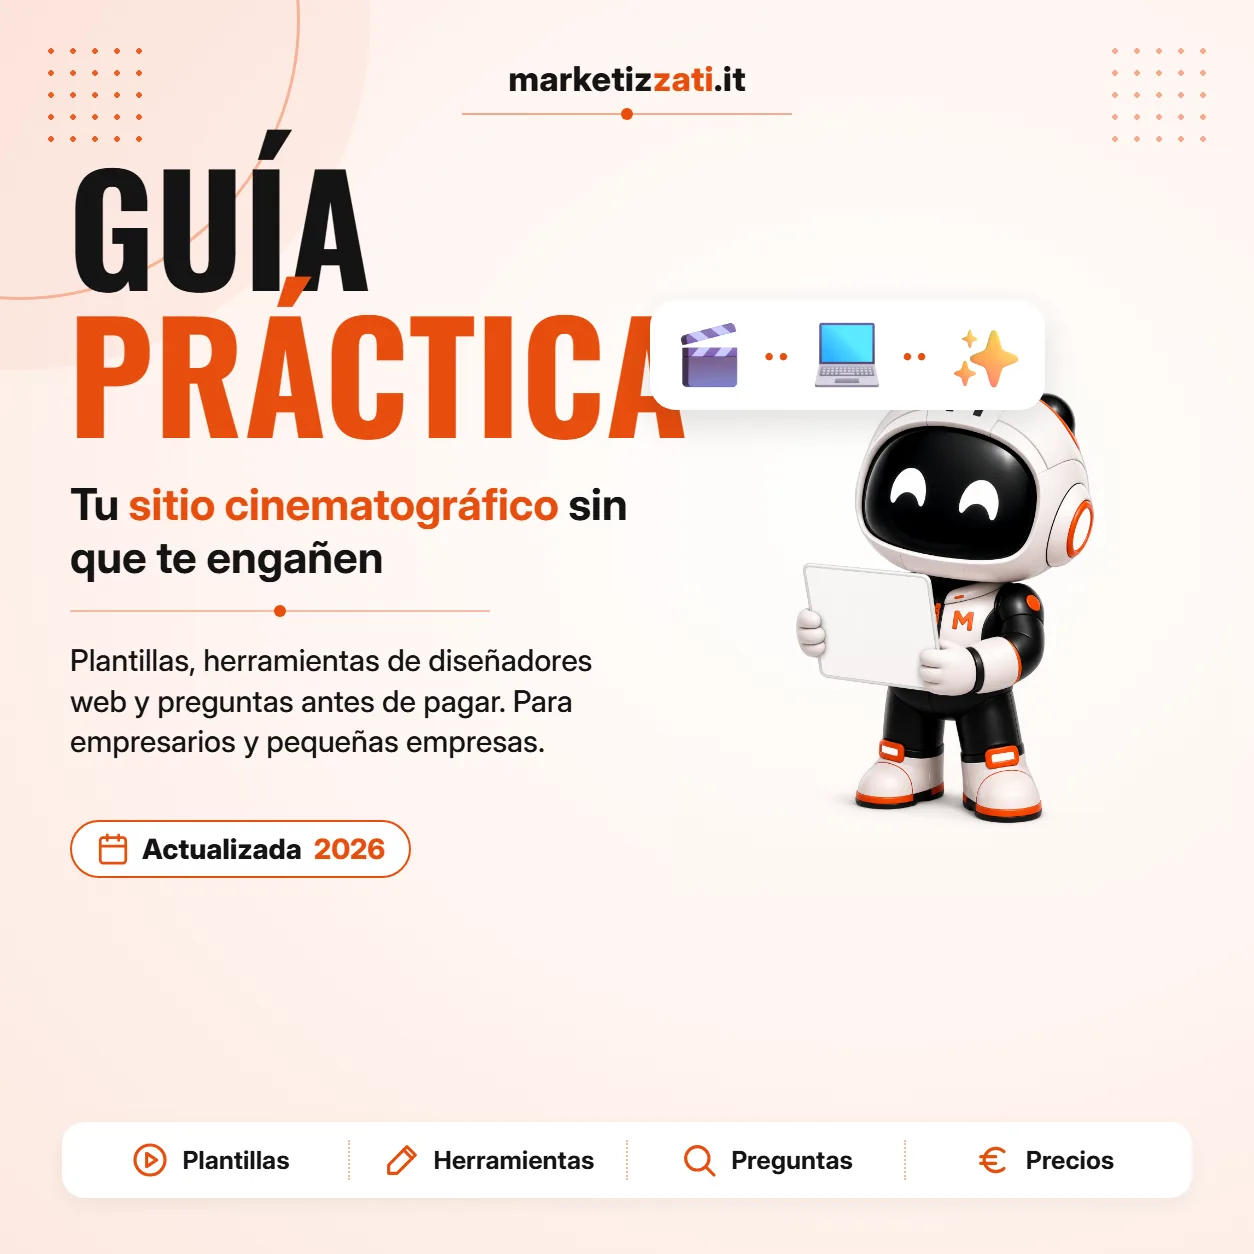 marketizzati.it
GUÍA
PRÁCTICA
Tu sitio cinematográfico sin
que te engañen
Plantillas, herramientas de diseñadores
web y preguntas antes de pagar. Para
empresarios y pequeñas empresas.
Actualizada 2026
M
Plantillas
Herramientas
Preguntas
Precios